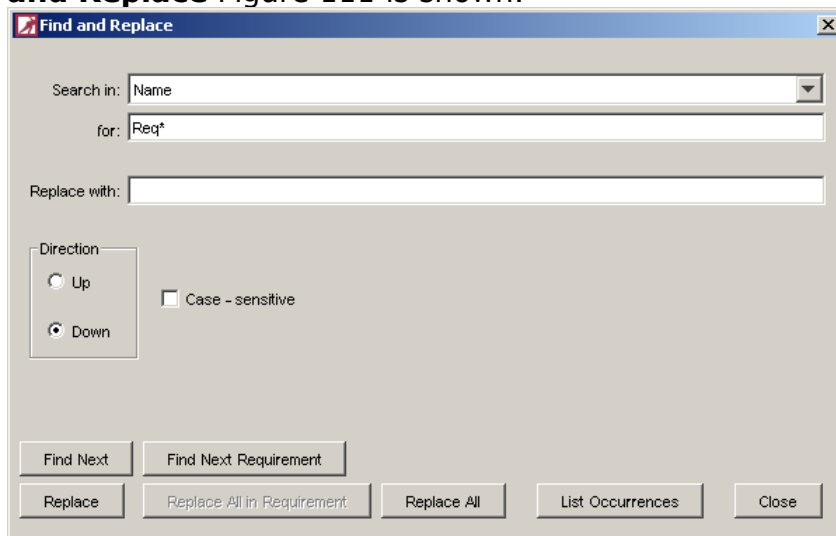 and Replace Figure 111 is shown.
Find and Replace
Search in: Name
for: Req*
Replace with:
Direction
Up
Case - sensitive
Down
Find Next Find Next Requirement
Replace Replace All in Requirement Replace All List Occurrences Close